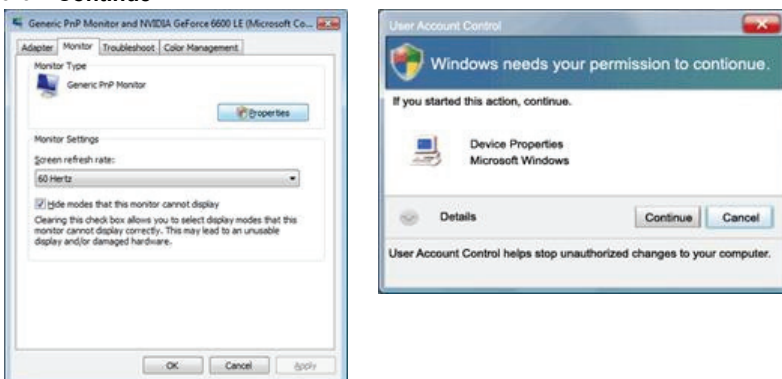 Continue
Generic PnP Monitor and NVIDIA GeForce 6600 LE (Microsoft Co...
Adapter Monitor Troubleshoot Color Management
Monitor Type
Generic PnP Monitor
Properties
Monitor Settings
Screen refresh rate:
60 Hertz
Hide modes that this monitor cannot display
Clearing this check box allows you to select display modes that this
monitor cannot display correctly. This may lead to an unusable
display and/or damaged hardware.
OK Cancel Apply
User Account Control
Windows needs your permission to contionue.
If you started this action, continue.
Device Properties
Microsoft Windows
Details
Continue Cancel
User Account Control helps stop unauthorized changes to your computer.